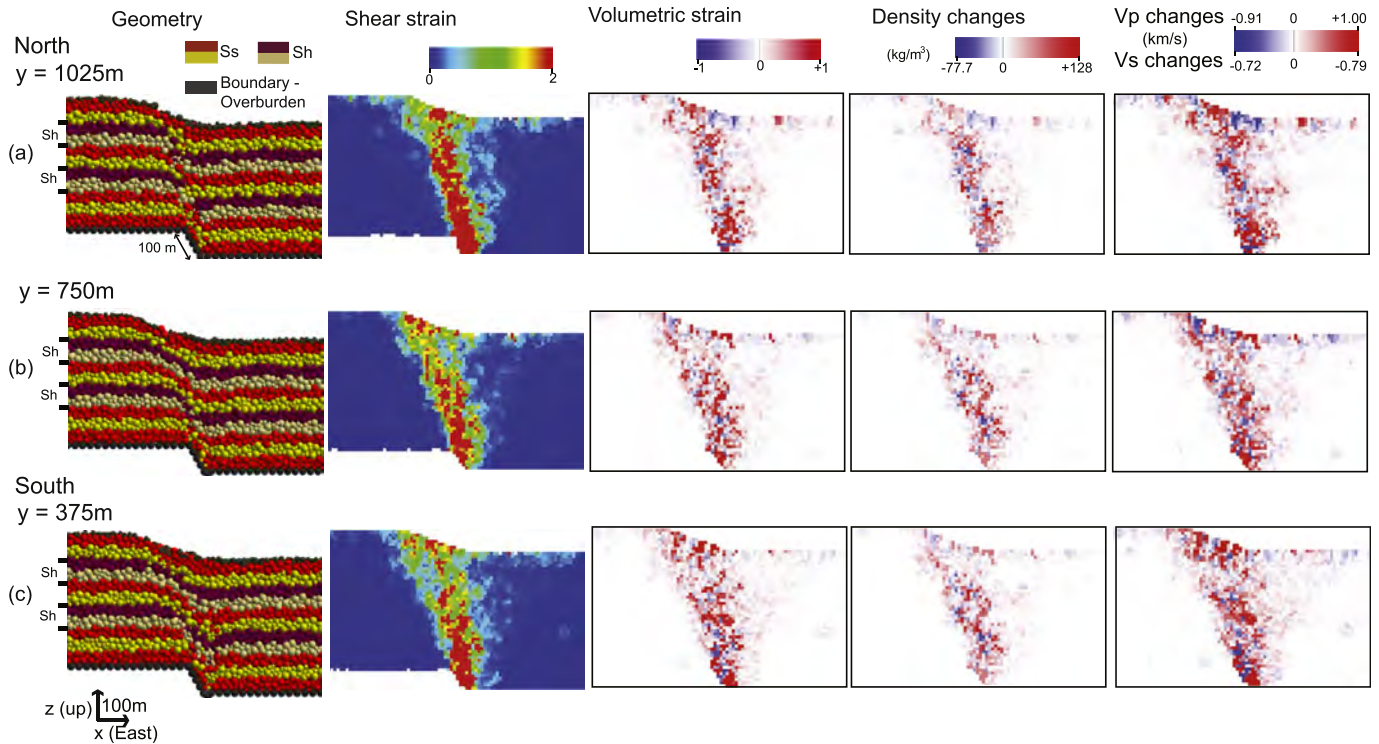 Geometry
Shear strain
Volumetric strain
Density changes
Vp changes
-0.91 0 +1.00
(km/s)
Vs changes
-0.72 0 -0.79
North
y = 1025m
Ss
Sh
Boundary -
Overburden
0 2
-1 0 +1
(kg/m³)
-77.7 0 +128
(a)
Sh
Sh
100 m
y = 750m
(b)
Sh
Sh
South
y = 375m
(c)
Sh
Sh
z (up)
100m
x (East)